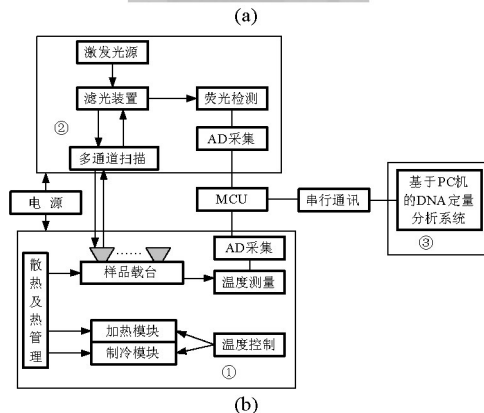 (a)
激发光源
滤光装置
荧光检测
②
AD采集
多通道扫描
电 源
MCU
串行通讯
基于PC机
的DNA定量
分析系统
③
AD采集
……
样品载台
温度测量
散热及热管理
加热模块
制冷模块
温度控制
①
(b)